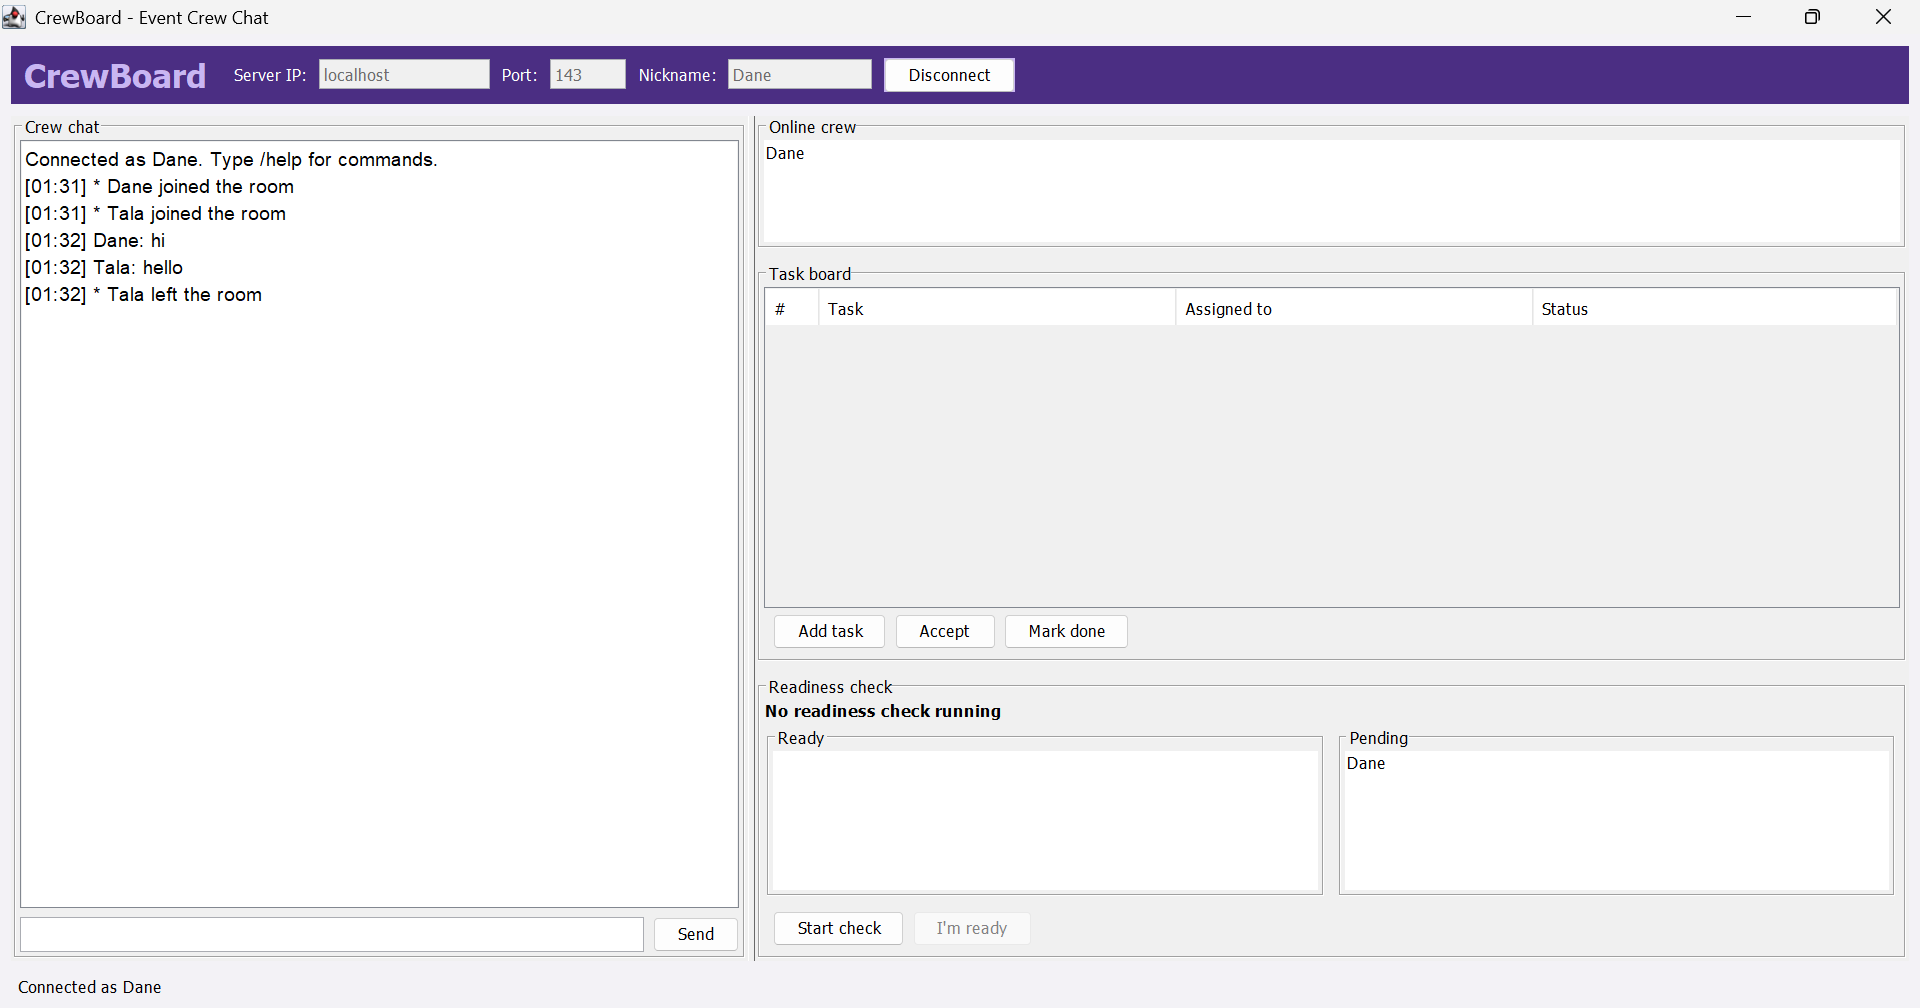 CrewBoard - Event Crew Chat
CrewBoard Server IP: localhost Port: 143 Nickname: Dane Disconnect
Crew chat
Connected as Dane. Type /help for commands.
[01:31] * Dane joined the room
[01:31] * Tala joined the room
[01:32] Dane: hi
[01:32] Tala: hello
[01:32] * Tala left the room
Send
Online crew
Dane
Task board
# Task Assigned to Status
Add task Accept Mark done
Readiness check
No readiness check running
Ready
Pending
Dane
Start check I'm ready
Connected as Dane